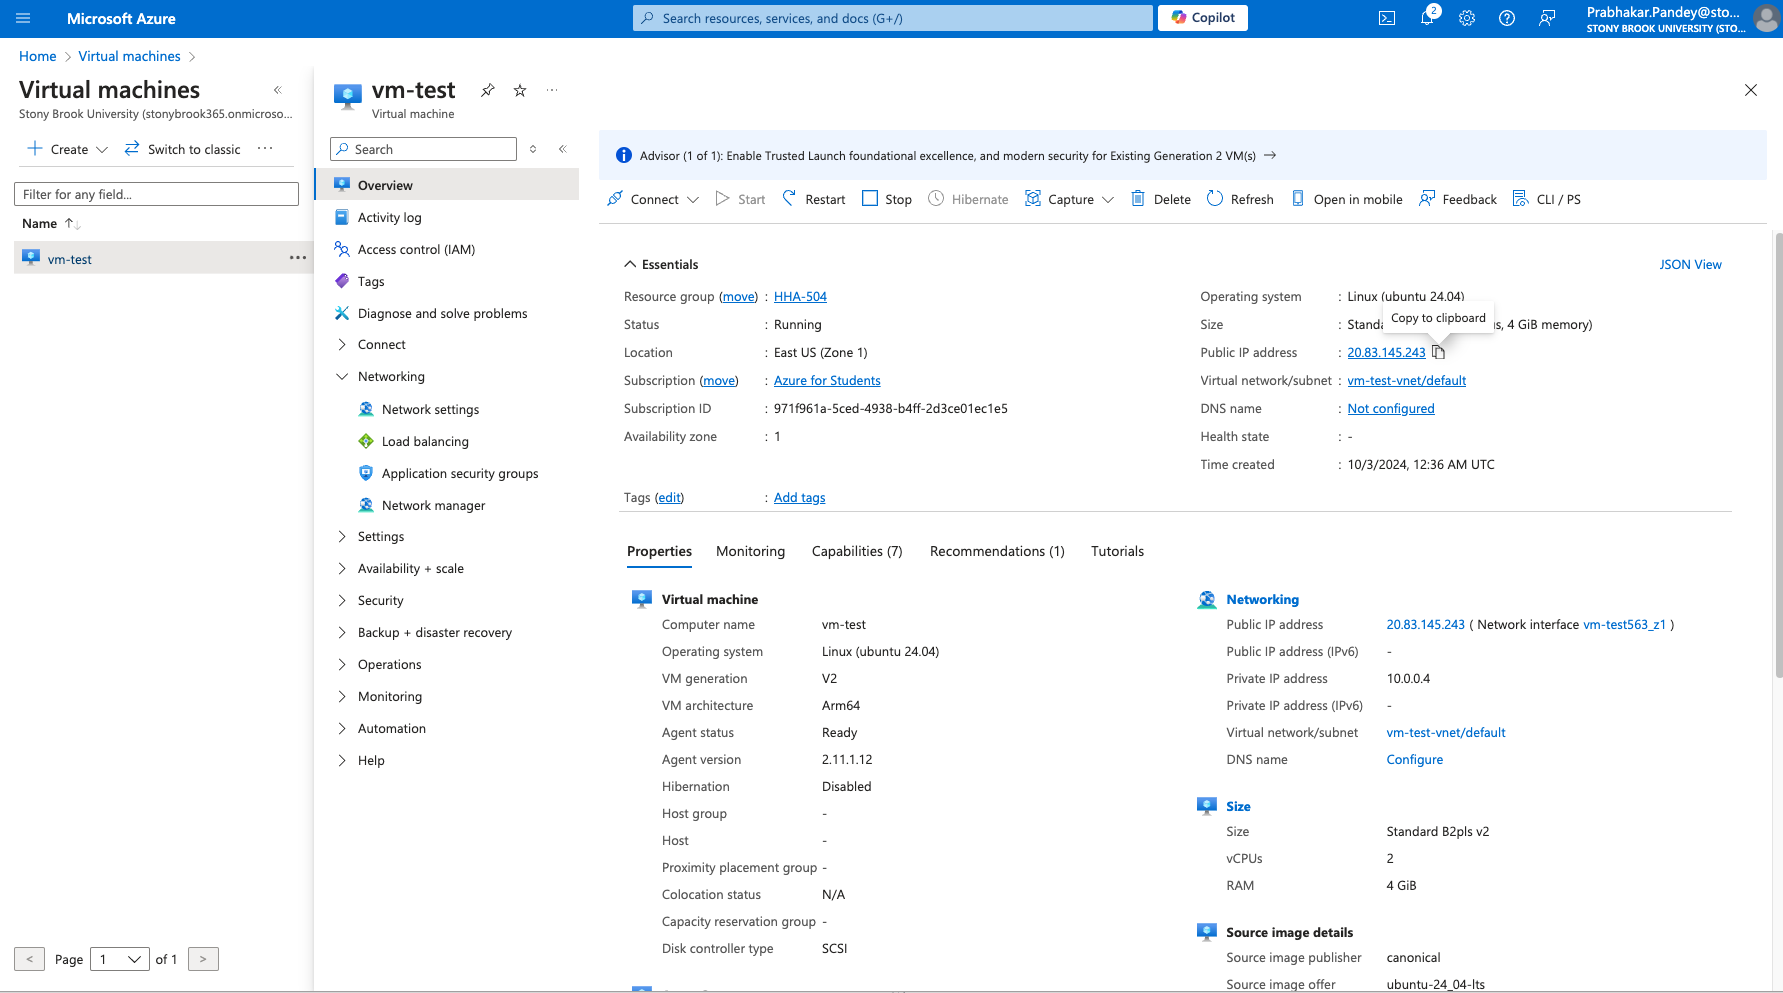 Microsoft Azure
Search resources, services, and docs (G+/)
Copilot
2
Prabhakar.Pandey@sto...
STONY BROOK UNIVERSITY (STO...
Home > Virtual machines >
Virtual machines
Stony Brook University (stonybrook365.onmicroso...
Create
Switch to classic
...
Filter for any field...
Name
vm-test
...
< Page 1 of 1 >
vm-test
...
Virtual machine
Search
Overview
Activity log
Access control (IAM)
Tags
Diagnose and solve problems
Connect
Networking
Network settings
Load balancing
Application security groups
Network manager
Settings
Availability + scale
Security
Backup + disaster recovery
Operations
Monitoring
Automation
Help
Advisor (1 of 1): Enable Trusted Launch foundational excellence, and modern security for Existing Generation 2 VM(s) →
Connect
Start
Restart
Stop
Hibernate
Capture
Delete
Refresh
Open in mobile
Feedback
CLI / PS
Essentials
JSON View
Resource group (move) : HHA-504
Status : Running
Location : East US (Zone 1)
Subscription (move) : Azure for Students
Subscription ID : 971f961a-5ced-4938-b4ff-2d3ce01ec1e5
Availability zone : 1
Operating system : Linux (ubuntu 24.04)
Size : 4 GiB memory)
Copy to clipboard
Public IP address : 20.83.145.243
Virtual network/subnet : vm-test-vnet/default
DNS name : Not configured
Health state : -
Time created : 10/3/2024, 12:36 AM UTC
Tags (edit) : Add tags
Properties
Monitoring
Capabilities (7)
Recommendations (1)
Tutorials
Virtual machine
Computer name vm-test
Operating system Linux (ubuntu 24.04)
VM generation V2
VM architecture Arm64
Agent status Ready
Agent version 2.11.1.12
Hibernation Disabled
Host group -
Host -
Proximity placement group -
Colocation status N/A
Capacity reservation group -
Disk controller type SCSI
Networking
Public IP address 20.83.145.243 ( Network interface vm-test563_z1 )
Public IP address (IPv6) -
Private IP address 10.0.0.4
Private IP address (IPv6) -
Virtual network/subnet vm-test-vnet/default
DNS name Configure
Size
Size Standard B2pls v2
vCPUs 2
RAM 4 GiB
Source image details
Source image publisher canonical
Source image offer ubuntu-24_04-lts